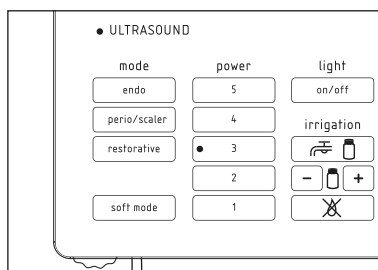 ULTRASOUND
mode power light
endo 5 on/off
perio/scaler 4 irrigation
restorative 3
2 - +
soft mode 1